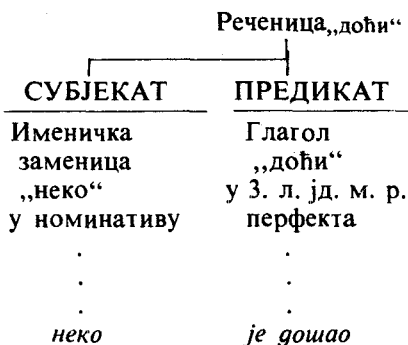 Реченица „доћи“
СУБЈЕКАТ ПРЕДИКАТ
Именичка Глагол
заменица „доћи“
„неко“ у 3. л. јд. м. р.
у номинативу перфекта
. .
. .
. .
неко је дошао